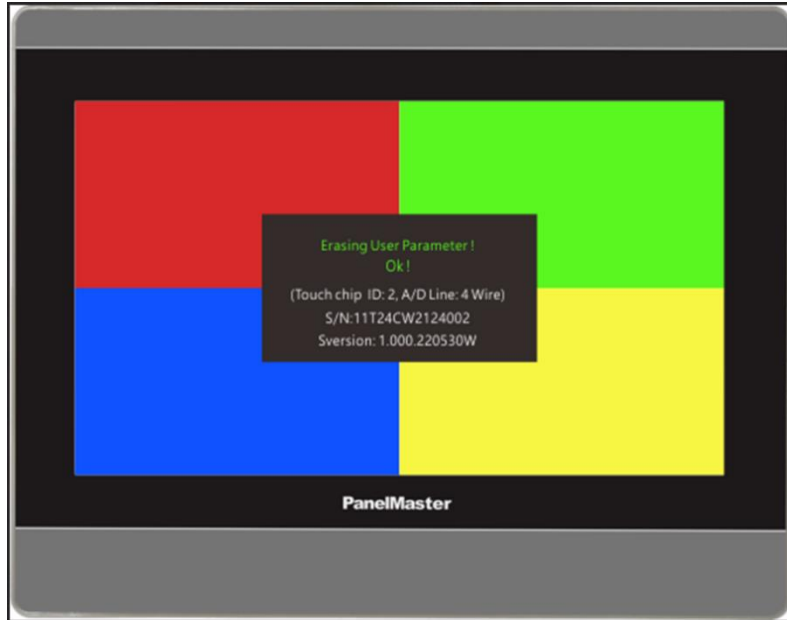 Erasing User Parameter !
Ok !
(Touch chip ID: 2, A/D Line: 4 Wire)
S/N:11T24CW2124002
Sversion: 1.000.220530W
PanelMaster